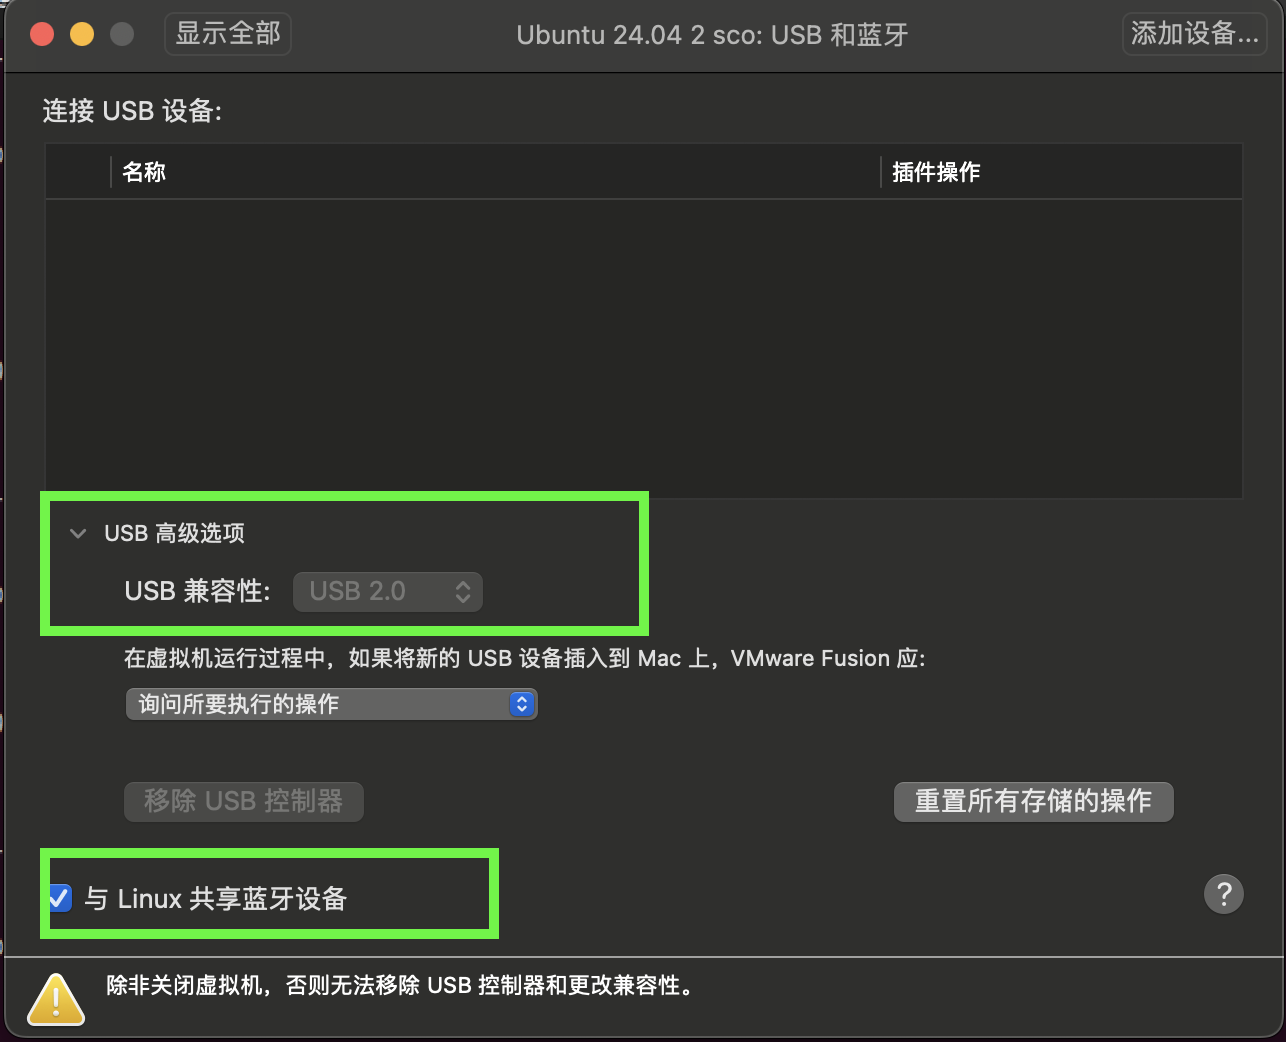 显示全部
Ubuntu 24.04 2 sco: USB 和蓝牙
添加设备...
连接 USB 设备:
名称
插件操作
USB 高级选项
USB 兼容性:
USB 2.0
在虚拟机运行过程中，如果将新的 USB 设备插入到 Mac 上，VMware Fusion 应:
询问所要执行的操作
移除 USB 控制器
重置所有存储的操作
与 Linux 共享蓝牙设备
?
除非关闭虚拟机，否则无法移除 USB 控制器和更改兼容性。